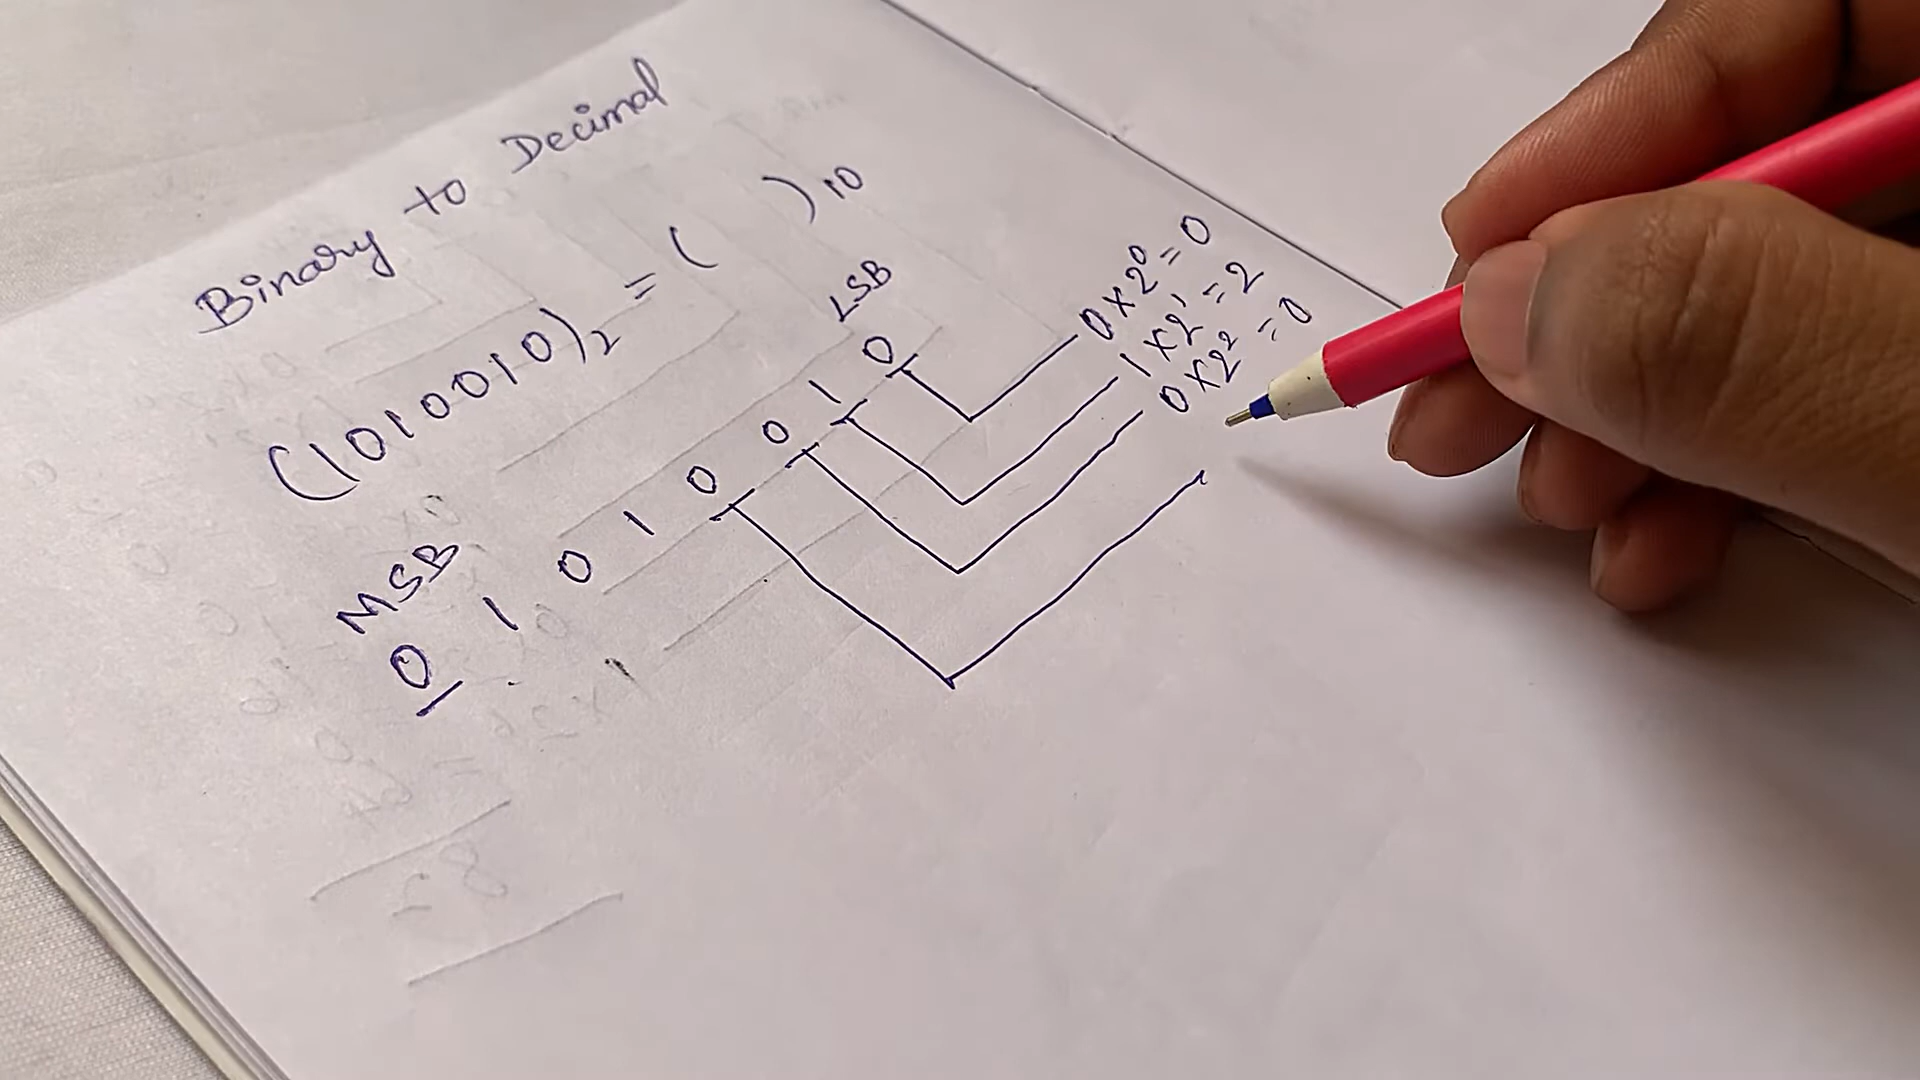 Binary to Decimal
(1010010)₂ = ( )₁₀
MSB LSB
0 1 0 1 0 0 1 0
0 × 2⁰ = 0
1 × 2¹ = 2
0 × 2² = 0